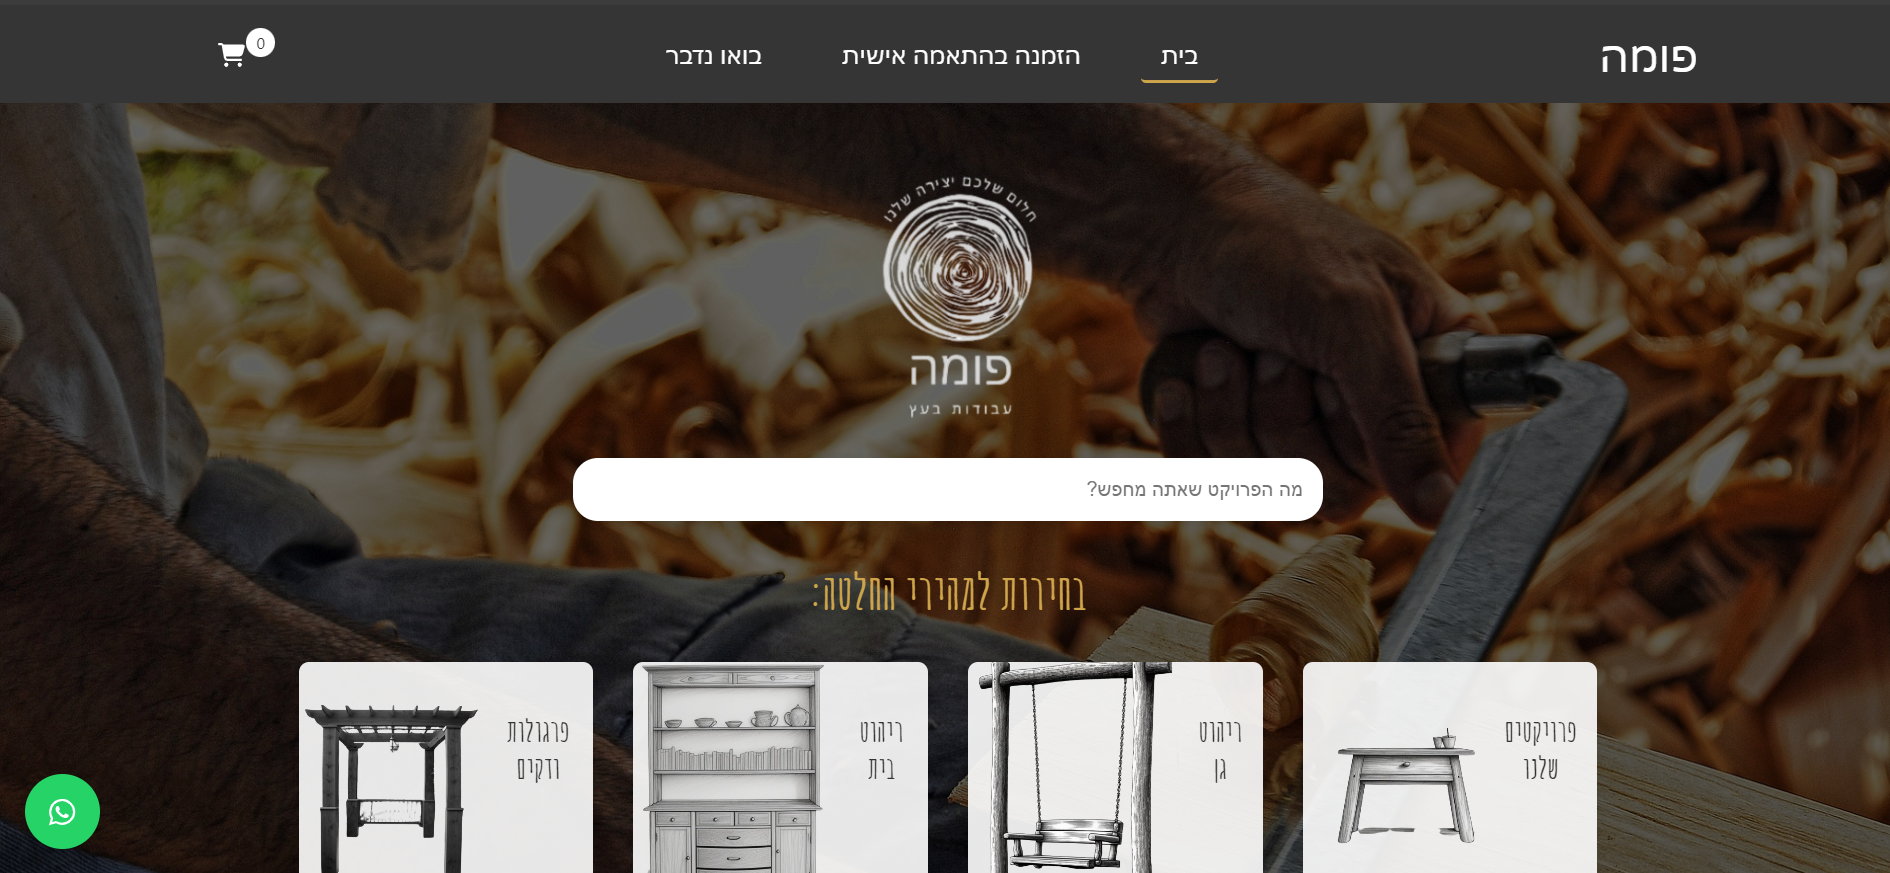 פומה
בית
הזמנה בהתאמה אישית
בואו נדבר
0
חלום שלכם יצירה שלנו
פומה
עבודות בעץ
מה הפרויקט שאתה מחפש?
בחירות למהירי החלטה:
פרויקטים
שלנו
ריהוט
גן
ריהוט
בית
פרגולות
ודקים